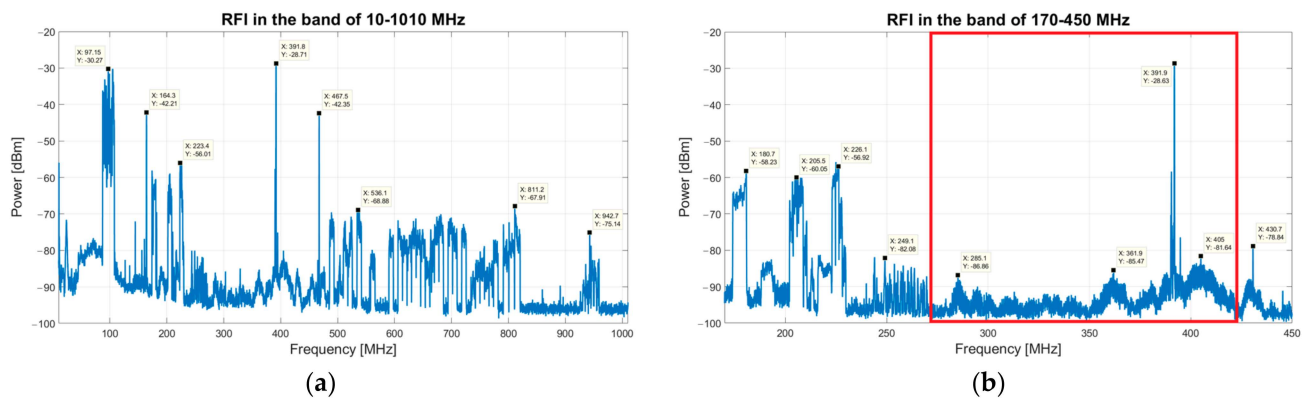 RFI in the band of 10-1010 MHz
-20
-30
-40
-50
-60
-70
-80
-90
-100
Power [dBm]
X: 97.15
Y: -30.27
X: 164.3
Y: -42.21
X: 223.4
Y: -56.01
X: 391.8
Y: -28.71
X: 467.5
Y: -42.35
X: 536.1
Y: -68.88
X: 811.2
Y: -67.91
X: 942.7
Y: -75.14
100 200 300 400 500 600 700 800 900 1000
Frequency [MHz]
(a)
RFI in the band of 170-450 MHz
-20
-30
-40
-50
-60
-70
-80
-90
-100
Power [dBm]
X: 180.7
Y: -58.23
X: 205.5
Y: -60.05
X: 226.1
Y: -56.92
X: 249.1
Y: -82.08
X: 285.1
Y: -86.86
X: 361.9
Y: -85.47
X: 391.9
Y: -28.63
X: 405
Y: -81.64
X: 430.7
Y: -78.84
200 250 300 350 400 450
Frequency [MHz]
(b)